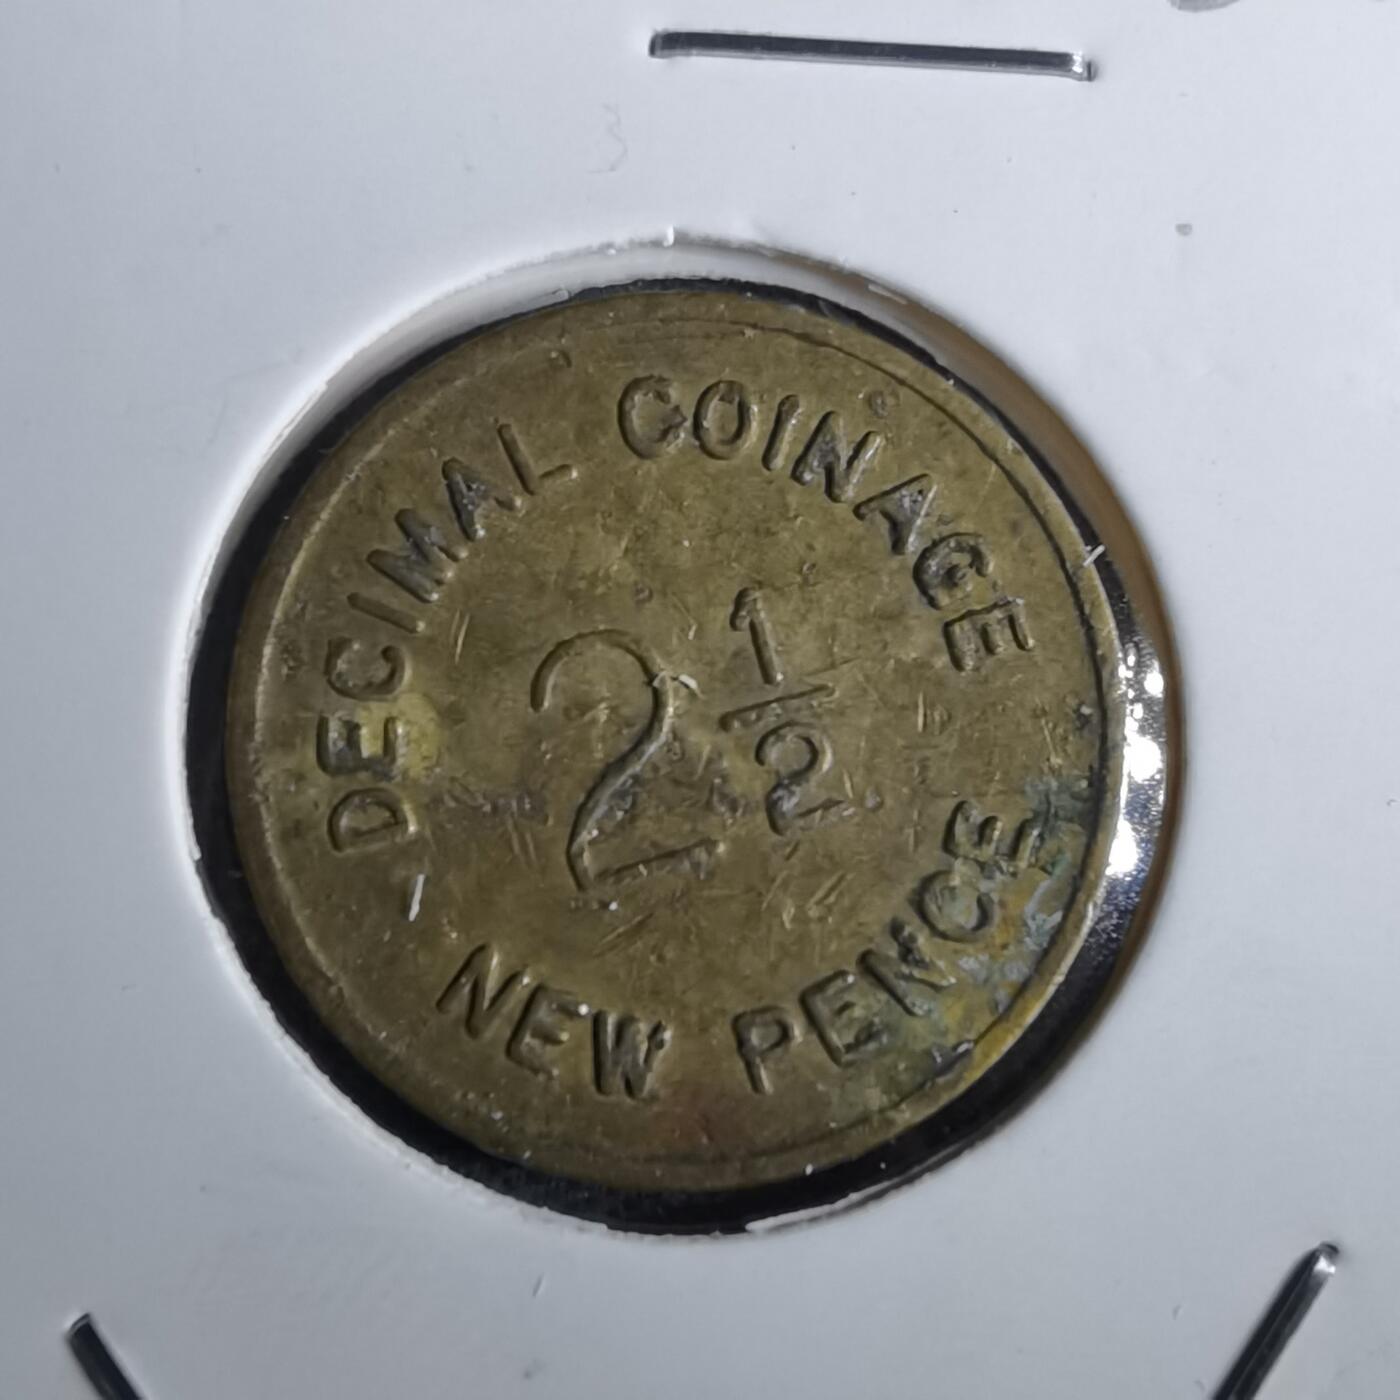 DECIMAL COINAGE
2 1/2
NEW PENCE